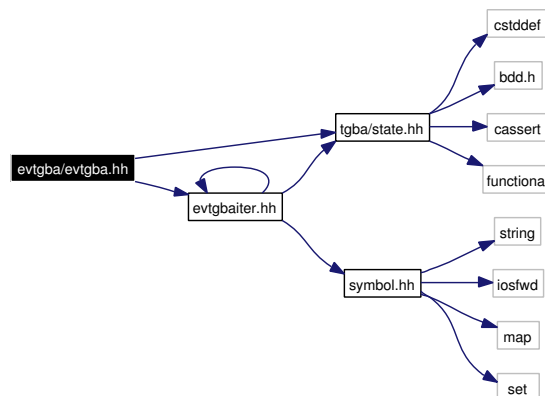 cstddef
bdd.h
tgba/state.hh
cassert
evtgba/evtgba.hh
functiona
evtgbaiter.hh
string
symbol.hh
iosfwd
map
set